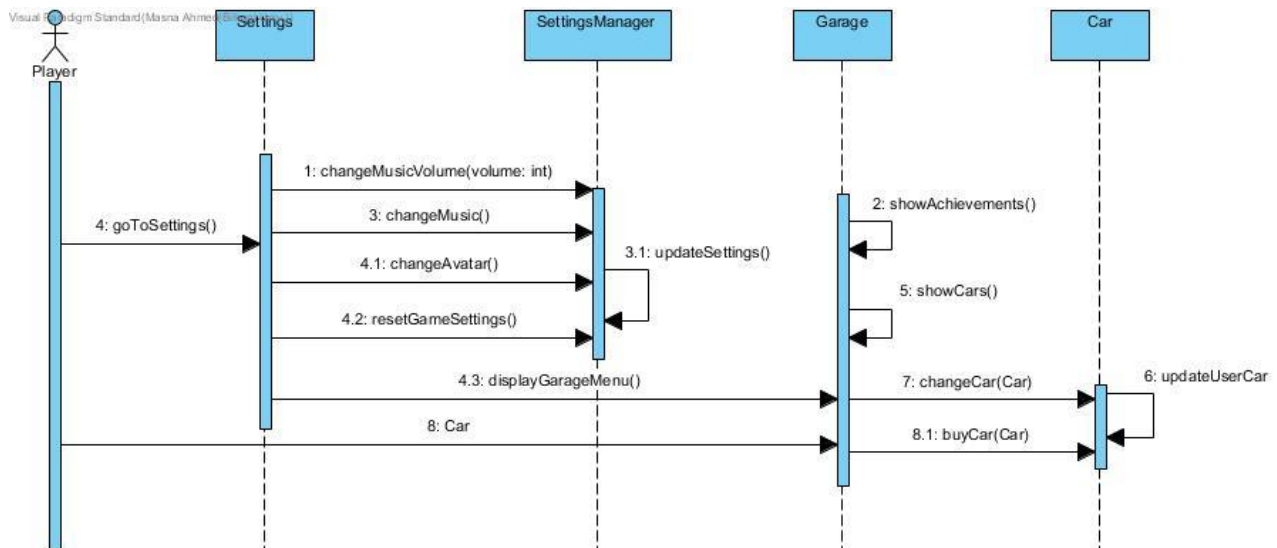 Visual Paradigm Standard(Masna Ahmed
Player
Settings
SettingsManager
Garage
Car
1: changeMusicVolume(volume: int)
2: showAchievements()
3: changeMusic()
4: goToSettings()
3.1: updateSettings()
4.1: changeAvatar()
5: showCars()
4.2: resetGameSettings()
4.3: displayGarageMenu()
7: changeCar(Car)
6: updateUserCar
8: Car
8.1: buyCar(Car)